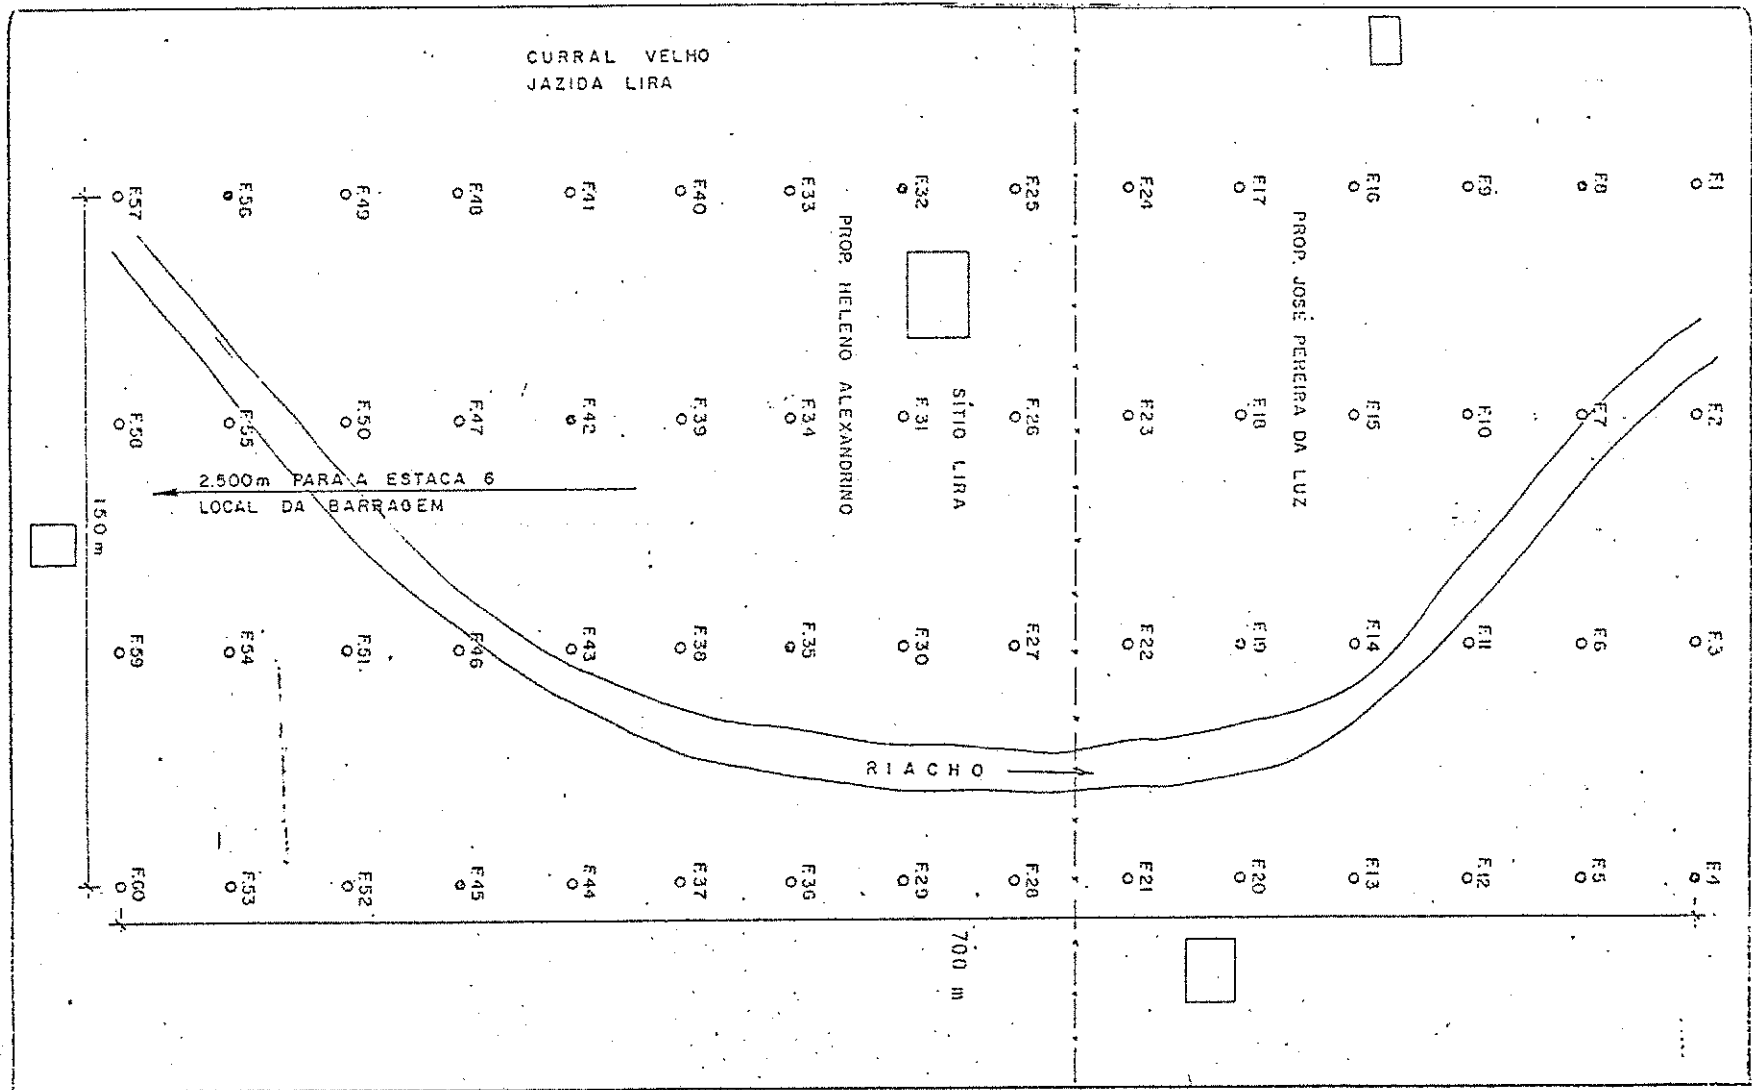 CURRAL VELHO
JAZIDA LIRA
F.57
F.56
F.49
F.48
F.41
F.40
F.33
F.32
F.25
F.24
F.17
F.16
F.9
F.8
F.1
PROP. HELENO ALEXANDRINO
SÍTIO LIRA
PROP. JOSÉ PEREIRA DA LUZ
F.58
F.55
F.50
F.47
F.42
F.39
F.34
F.31
F.26
F.23
F.18
F.15
F.10
F.7
F.2
2.500m PARA A ESTACA 6
LOCAL DA BARRAGEM
150 m
F.59
F.54
F.51
F.46
F.43
F.38
F.35
F.30
F.27
F.22
F.19
F.14
F.11
F.6
F.3
RIACHO
F.60
F.53
F.52
F.45
F.44
F.37
F.36
F.29
F.28
F.21
F.20
F.13
F.12
F.5
F.4
700 m